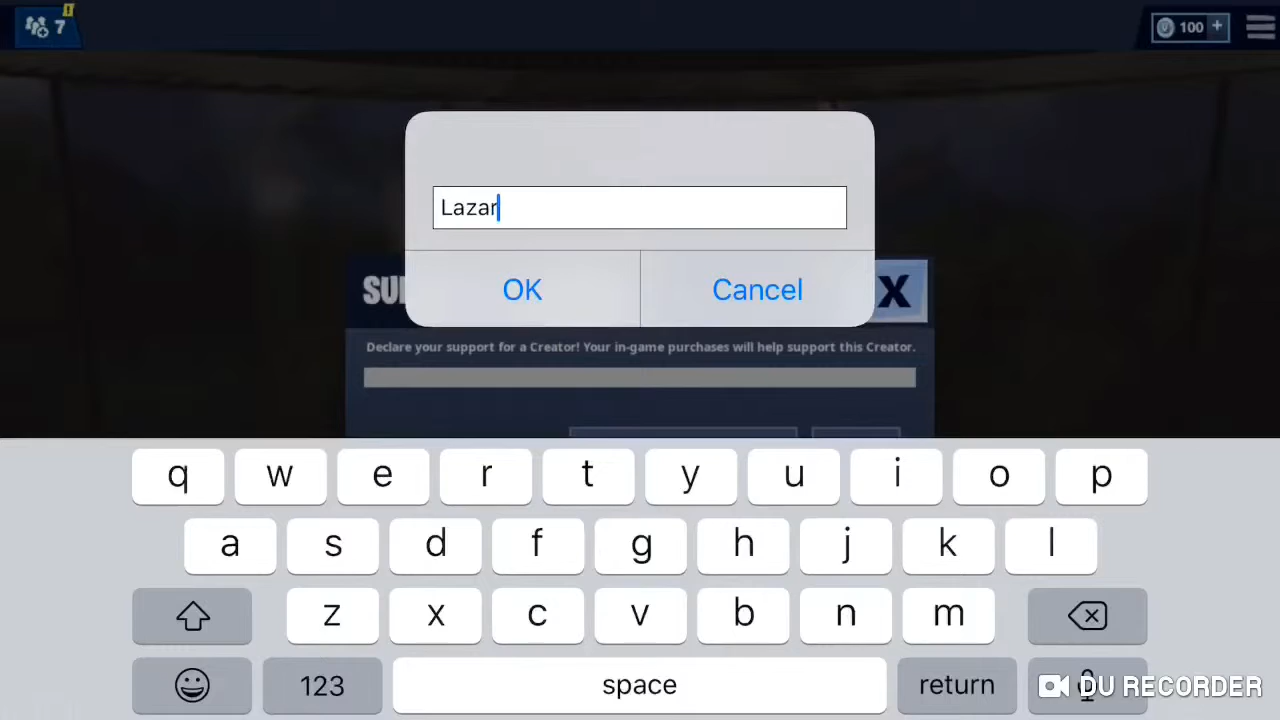 7
100 +
Lazar
SU
OK
Cancel
X
Declare your support for a Creator! Your in-game purchases will help support this Creator.
q w e r t y u i o p
a s d f g h j k l
z x c v b n m
123
space
return
DU RECORDER